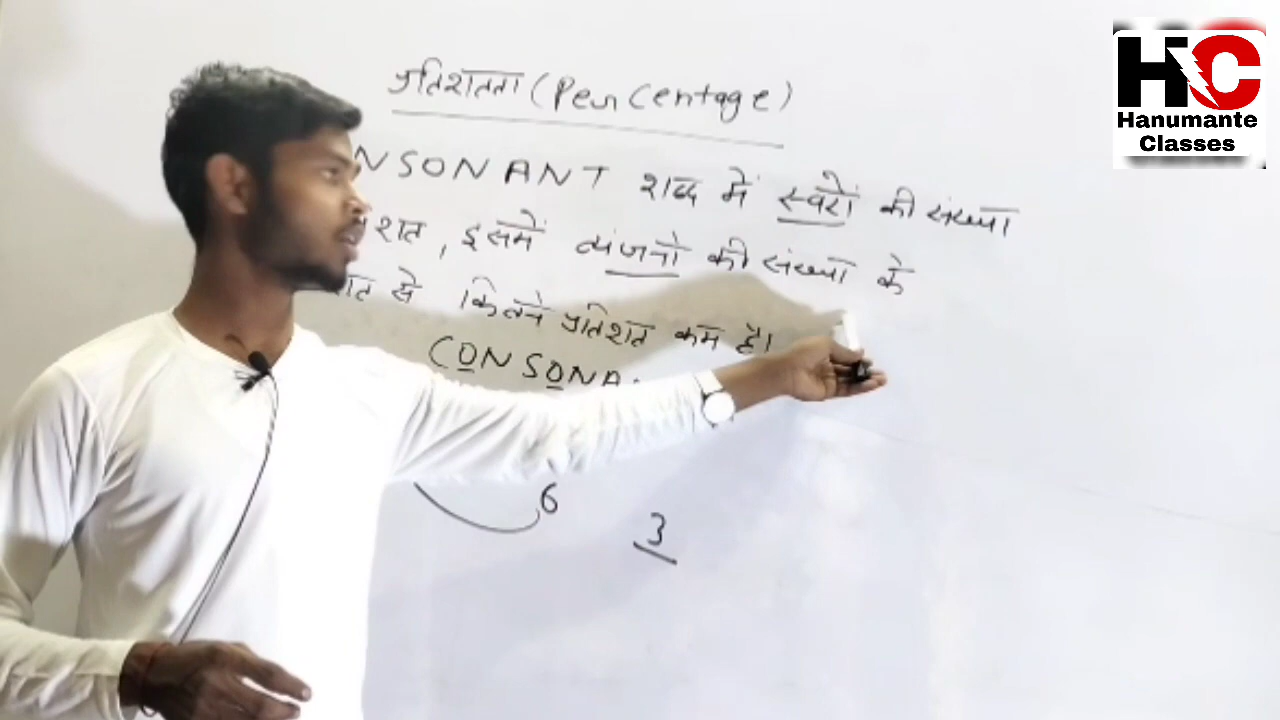 HC
Hanumante
Classes
प्रतिशतता (Percentage)
NSONANT शब्द में स्वरों की संख्या
शत, इसमें व्यंजनो की संख्या के
शत से कितने प्रतिशत कम है।
CONSONA
6
3